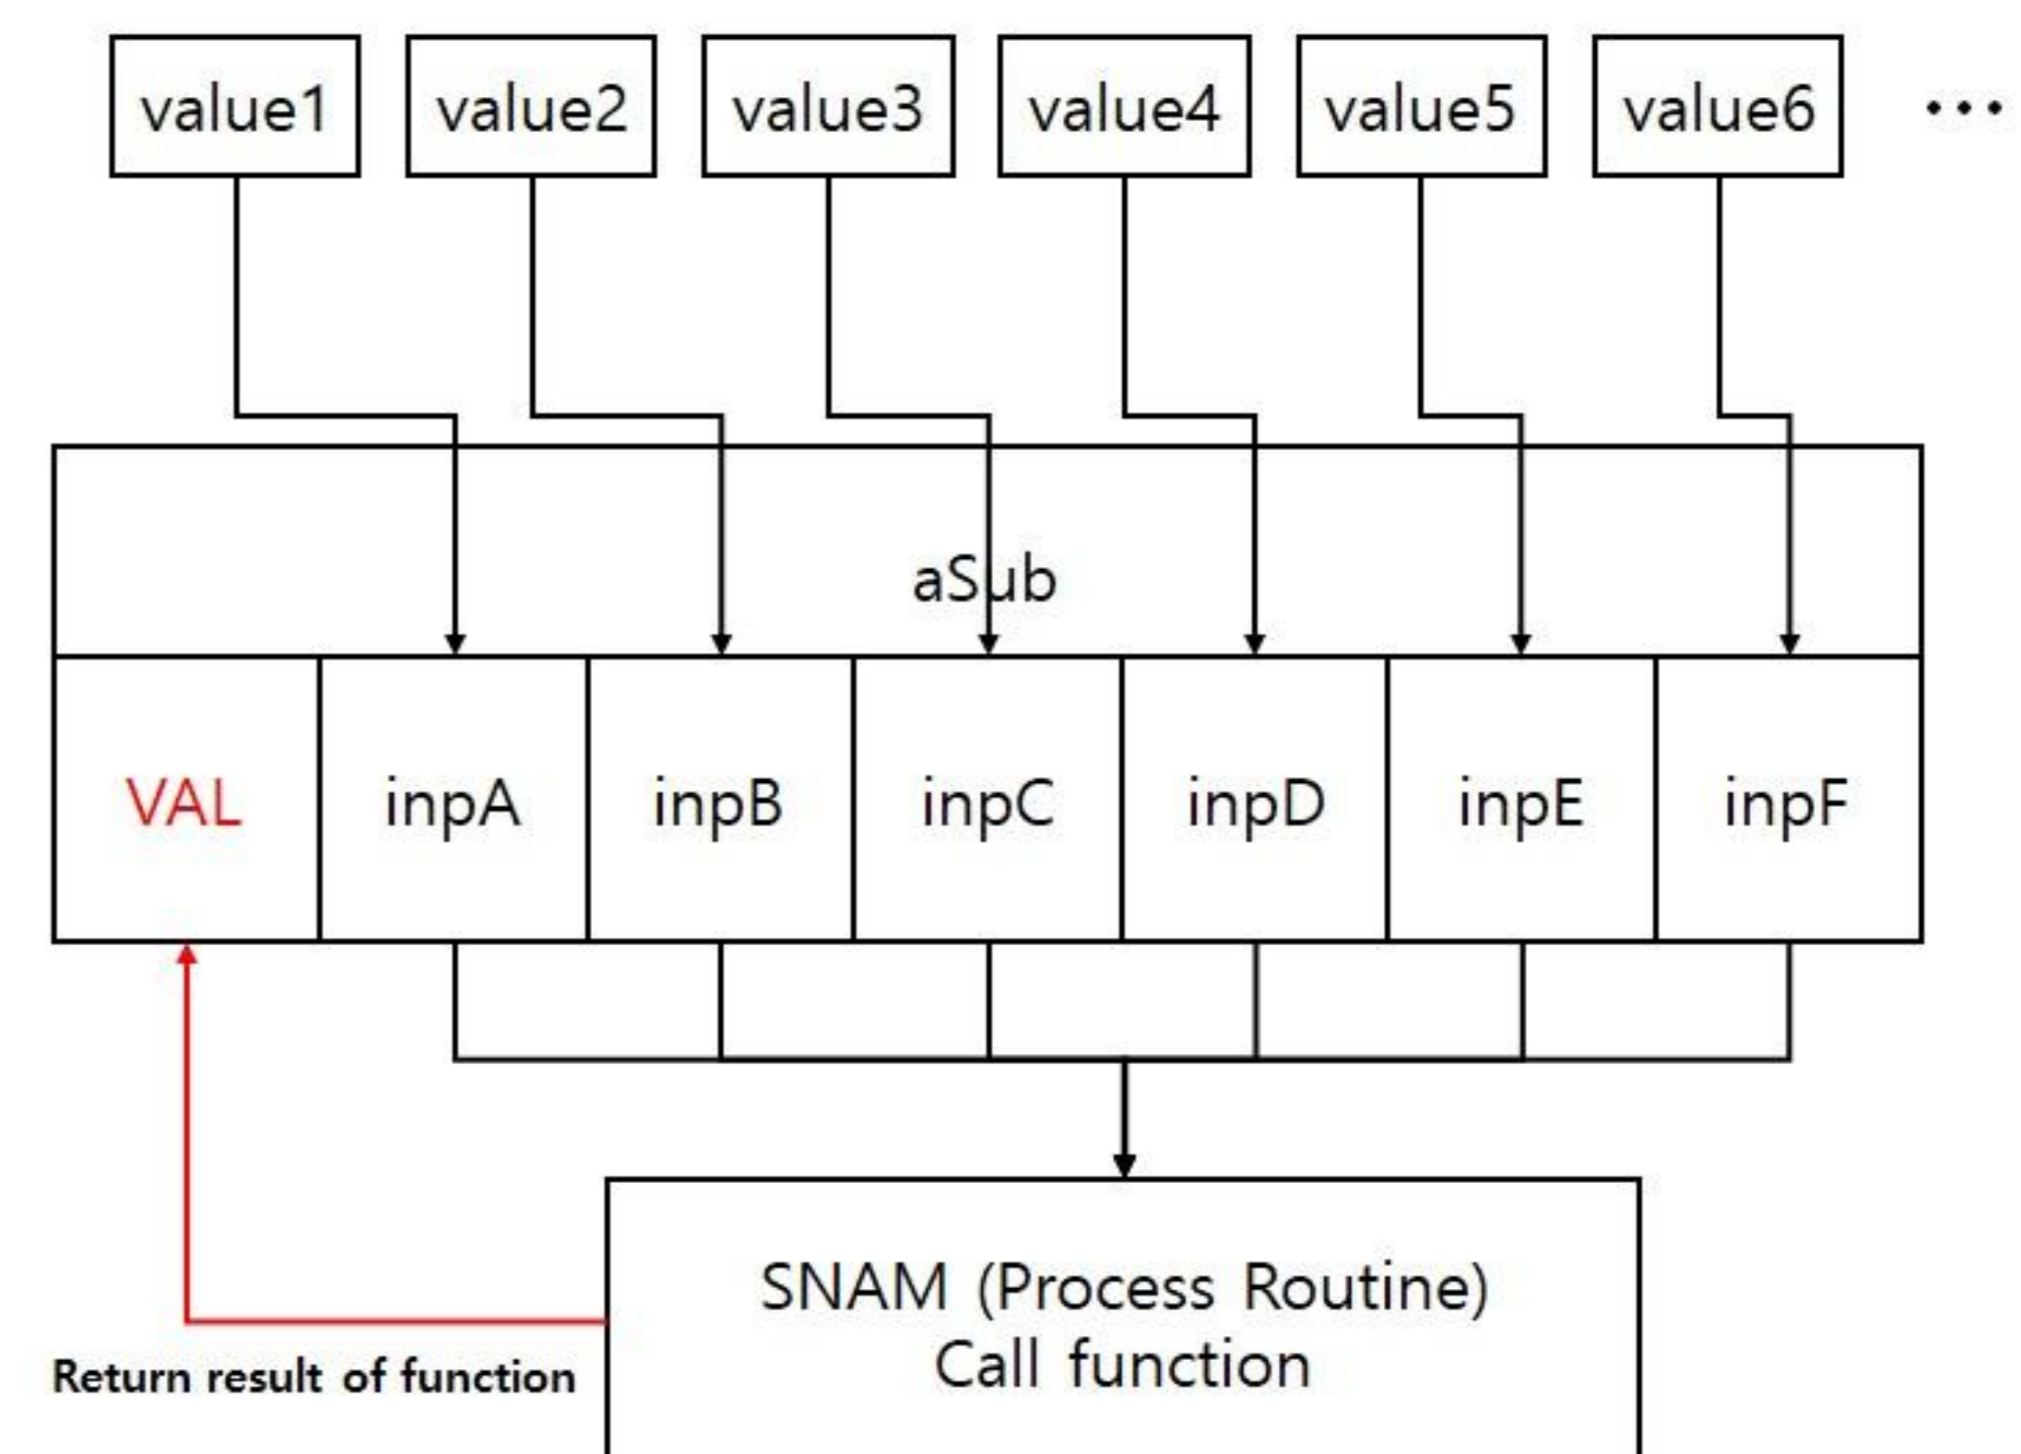 value1 value2 value3 value4 value5 value6 ...
aSub
VAL inpA inpB inpC inpD inpE inpF
SNAM (Process Routine)
Call function
Return result of function